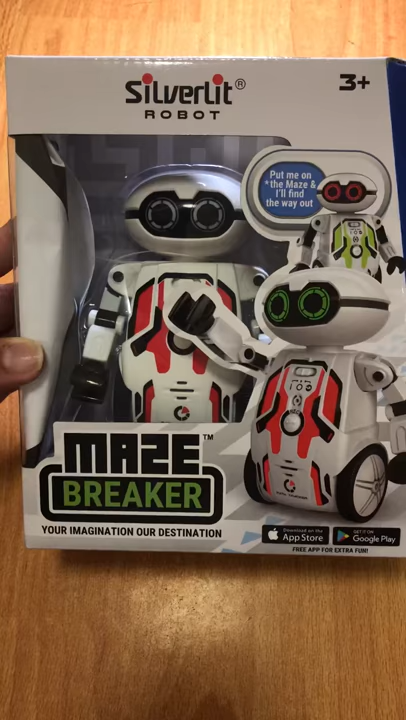 Silverlit®
ROBOT
3+
Put me on
the Maze &
I'll find
the way out
MAZE™
BREAKER
YOUR IMAGINATION OUR DESTINATION
Download on the
App Store
GET IT ON
Google Play
FREE APP FOR EXTRA FUN!